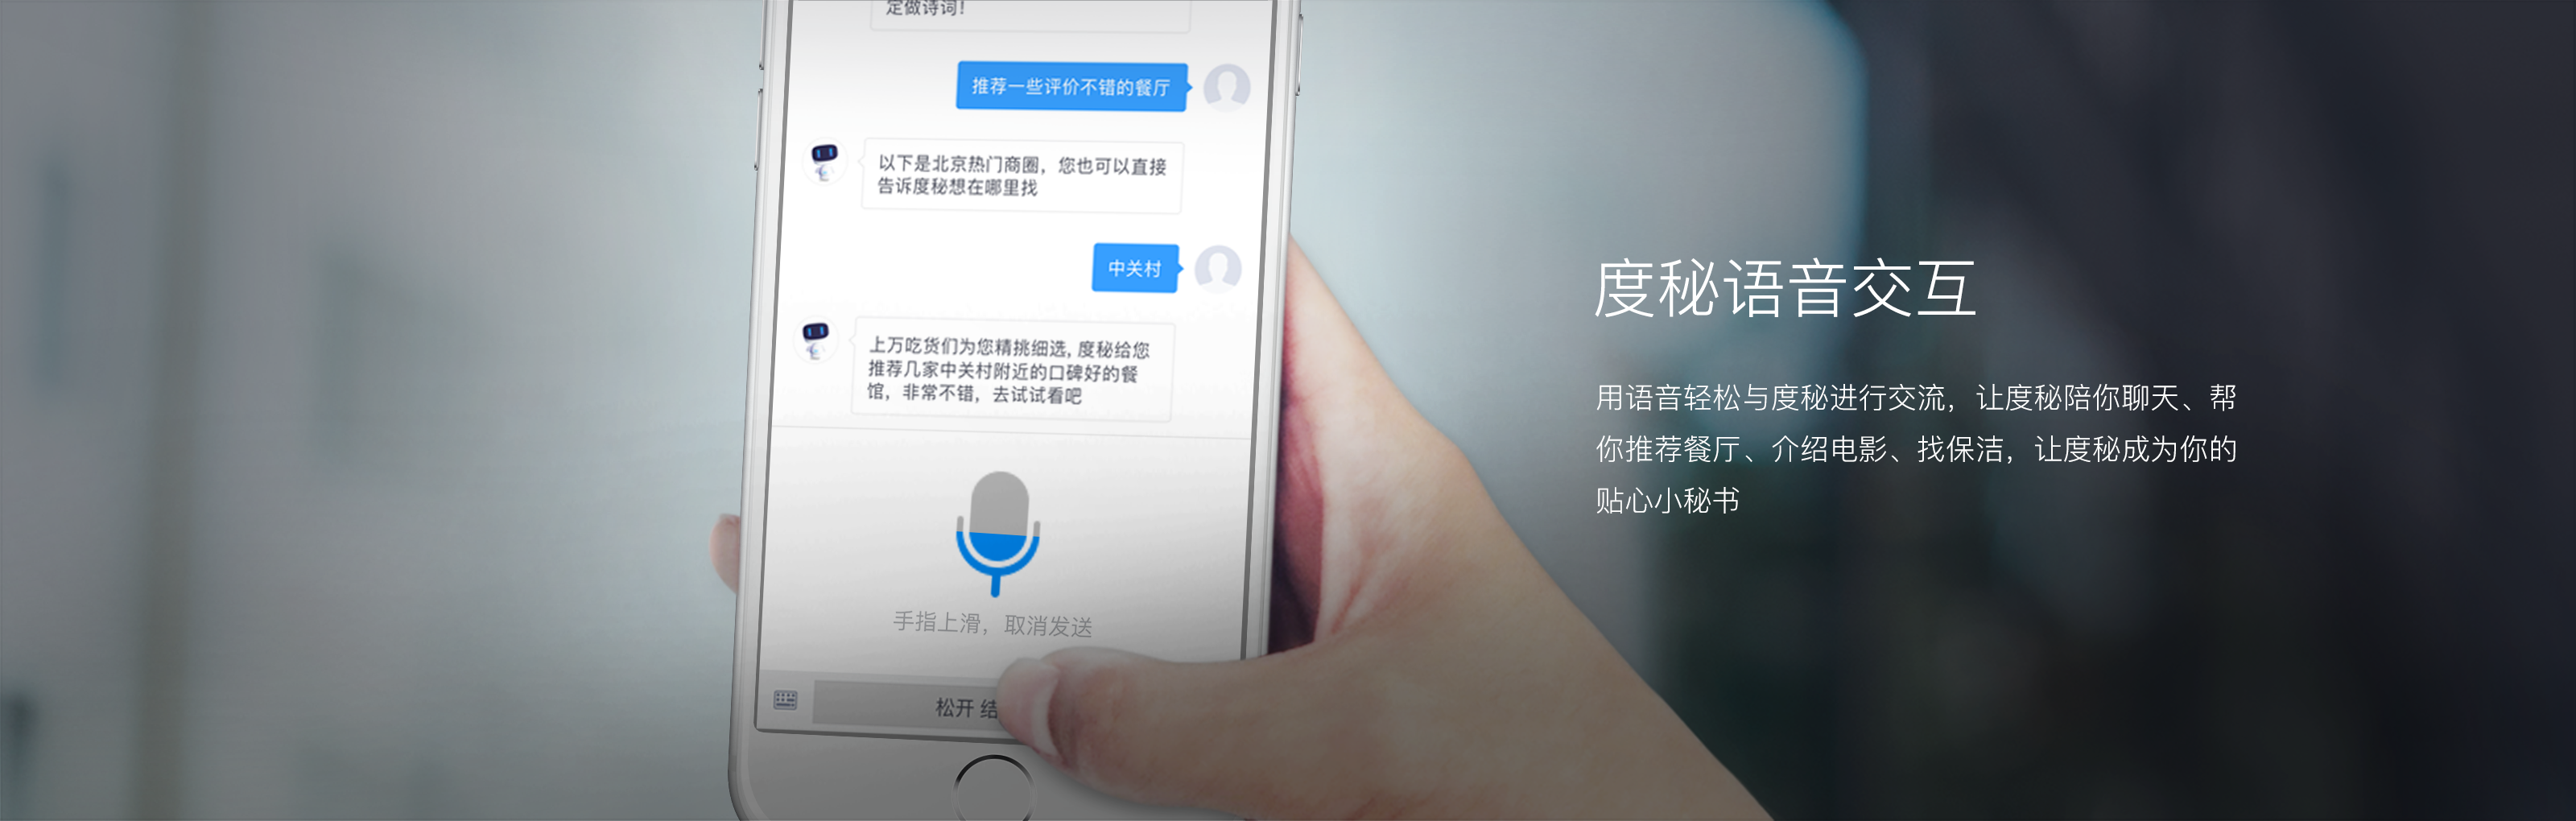 定做诗词！
推荐一些评价不错的餐厅
以下是北京热门商圈，您也可以直接
告诉度秘想在哪里找
中关村
上万吃货们为您精挑细选, 度秘给您
推荐几家中关村附近的口碑好的餐
馆，非常不错，去试试看吧
手指上滑，取消发送
松开 结
度秘语音交互
用语音轻松与度秘进行交流，让度秘陪你聊天、帮
你推荐餐厅、介绍电影、找保洁，让度秘成为你的
贴心小秘书